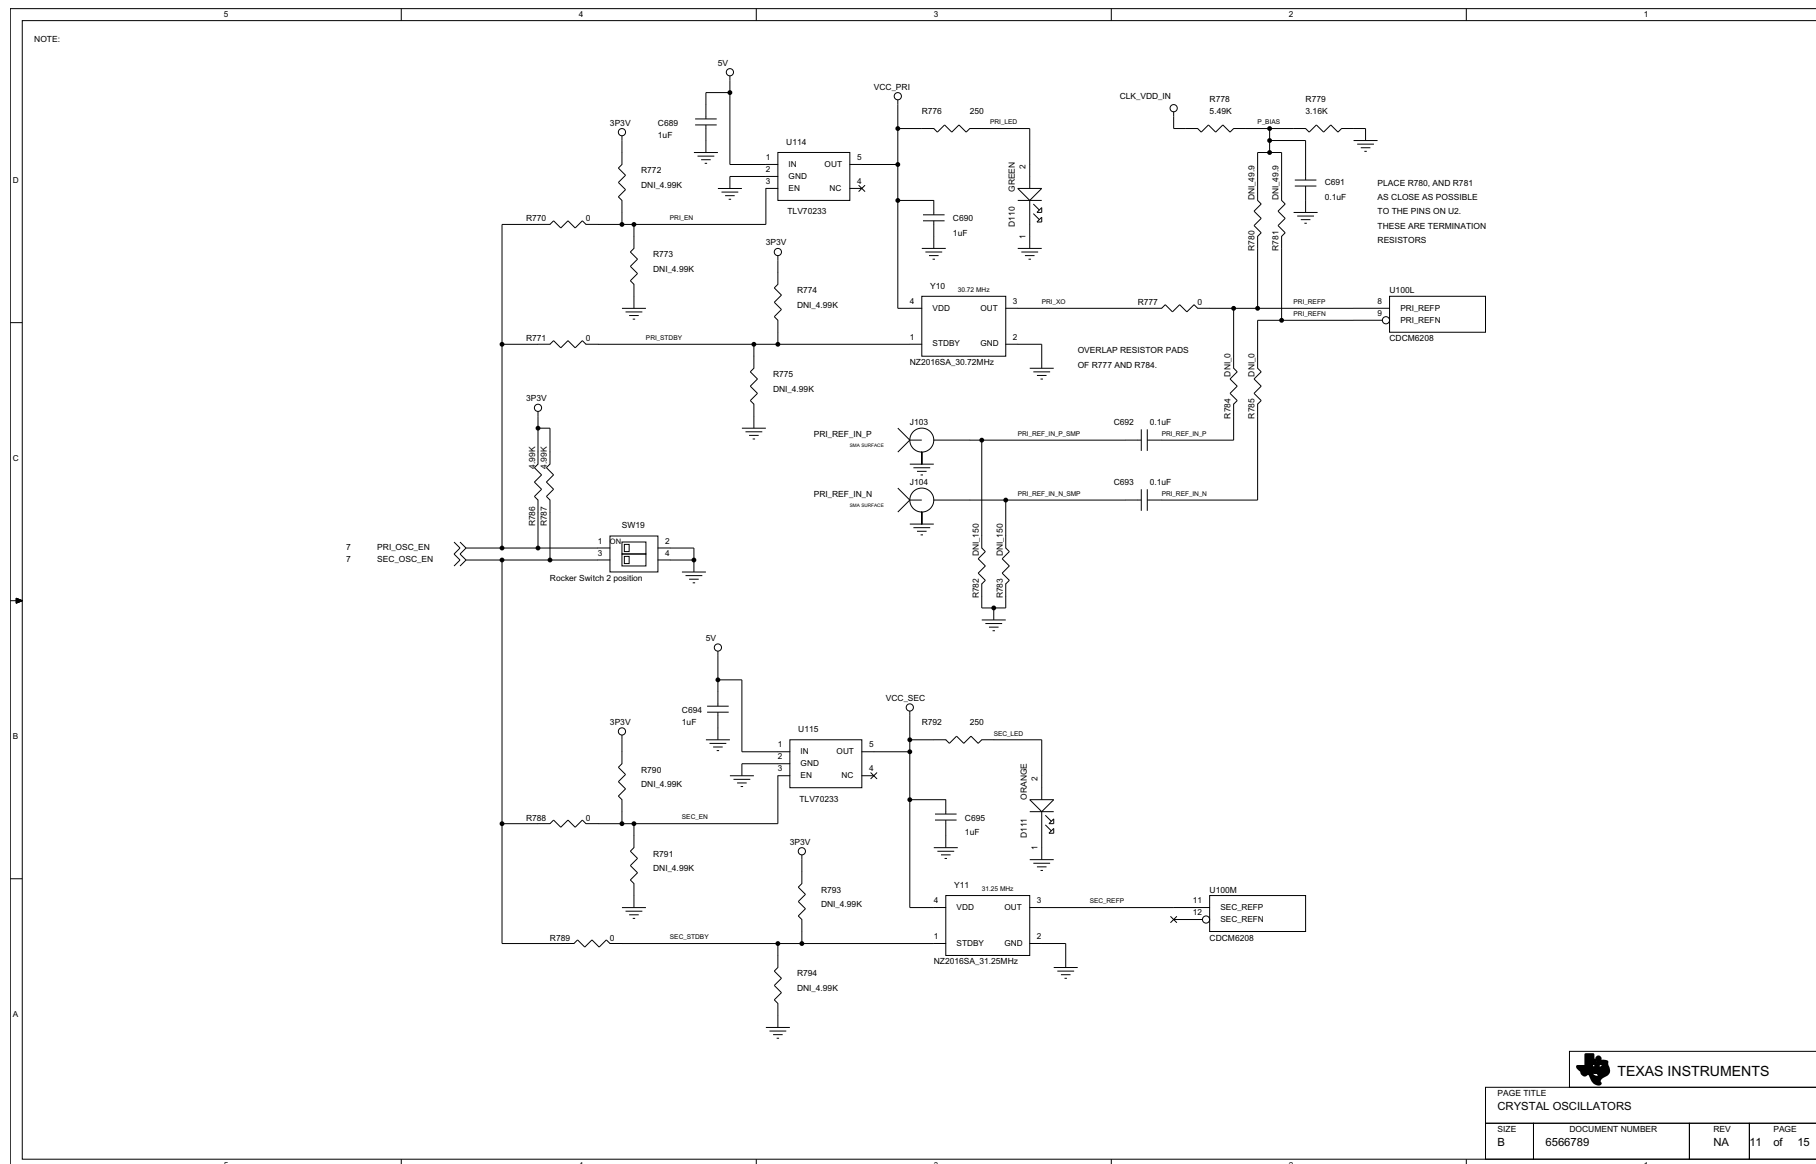 5 4 3 2 1
NOTE:
D
C
B
A
5V
C689
1uF
3P3V
R772
DNI_4.99K
U114
1 IN OUT 5
2 GND
3 EN NC 4
TLV70233
VCC_PRI
R776 250
PRI_LED
GREEN
2
D110
1
C690
1uF
R770 0
PRI_EN
R773
DNI_4.99K
3P3V
R774
DNI_4.99K
R771 0
PRI_STDBY
R775
DNI_4.99K
Y10 30.72 MHz
4 VDD OUT 3
1 STDBY GND 2
NZ2016SA_30.72MHz
PRI_XO
R777 0
CLK_VDD_IN
R778
5.49K
P_BIAS
R779
3.16K
DNI_49.9
DNI_49.9
R780
R781
C691
0.1uF
PLACE R780, AND R781
AS CLOSE AS POSSIBLE
TO THE PINS ON U2.
THESE ARE TERMINATION
RESISTORS
PRI_REFP
PRI_REFN
U100L
8 PRI_REFP
9 PRI_REFN
CDCM6208
OVERLAP RESISTOR PADS
OF R777 AND R784.
DNI_0
DNI_0
R784
R785
PRI_REF_IN_P
SMA SURFACE
J103
PRI_REF_IN_P_SMP
C692 0.1uF
PRI_REF_IN_P
PRI_REF_IN_N
SMA SURFACE
J104
PRI_REF_IN_N_SMP
C693 0.1uF
PRI_REF_IN_N
DNI_150
DNI_150
R782
R783
3P3V
4.99K
4.99K
R786
R787
7 PRI_OSC_EN
7 SEC_OSC_EN
SW19
1 ON 2
3 4
Rocker Switch 2 position
5V
C694
1uF
3P3V
R790
DNI_4.99K
U115
1 IN OUT 5
2 GND
3 EN NC 4
TLV70233
VCC_SEC
R792 250
SEC_LED
ORANGE
2
D111
1
C695
1uF
R788 0
SEC_EN
R791
DNI_4.99K
3P3V
R793
DNI_4.99K
R789 0
SEC_STDBY
R794
DNI_4.99K
Y11 31.25 MHz
4 VDD OUT 3
1 STDBY GND 2
NZ2016SA_31.25MHz
SEC_REFP
U100M
11 SEC_REFP
12 SEC_REFN
CDCM6208
TEXAS INSTRUMENTS
PAGE TITLE
CRYSTAL OSCILLATORS
SIZE DOCUMENT NUMBER REV PAGE
B 6566789 NA 11 of 15